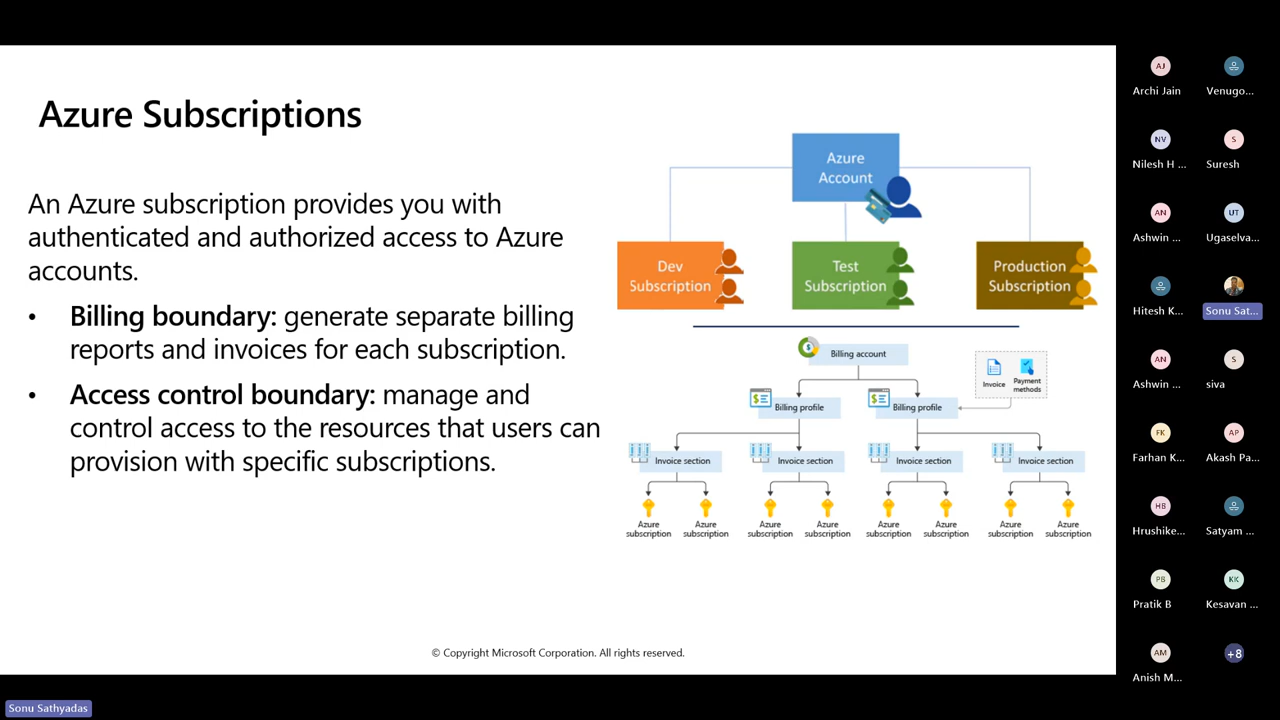 Azure Subscriptions
An Azure subscription provides you with
authenticated and authorized access to Azure
accounts.
• Billing boundary: generate separate billing
reports and invoices for each subscription.
• Access control boundary: manage and
control access to the resources that users can
provision with specific subscriptions.
Azure
Account
Dev
Subscription
Test
Subscription
Production
Subscription
Billing account
Invoice
Payment
methods
Billing profile
Billing profile
Invoice section
Invoice section
Invoice section
Invoice section
Azure
subscription
Azure
subscription
Azure
subscription
Azure
subscription
Azure
subscription
Azure
subscription
Azure
subscription
Azure
subscription
© Copyright Microsoft Corporation. All rights reserved.
AJ
Archi Jain
Venugo...
NV
Nilesh H ...
S
Suresh
AN
Ashwin ...
UT
Ugaselva...
Hitesh K...
Sonu Sat...
AN
Ashwin ...
S
siva
FK
Farhan K...
AP
Akash Pa...
HB
Hrushike...
Satyam ...
PB
Pratik B
KK
Kesavan ...
AM
Anish M...
+8
Sonu Sathyadas